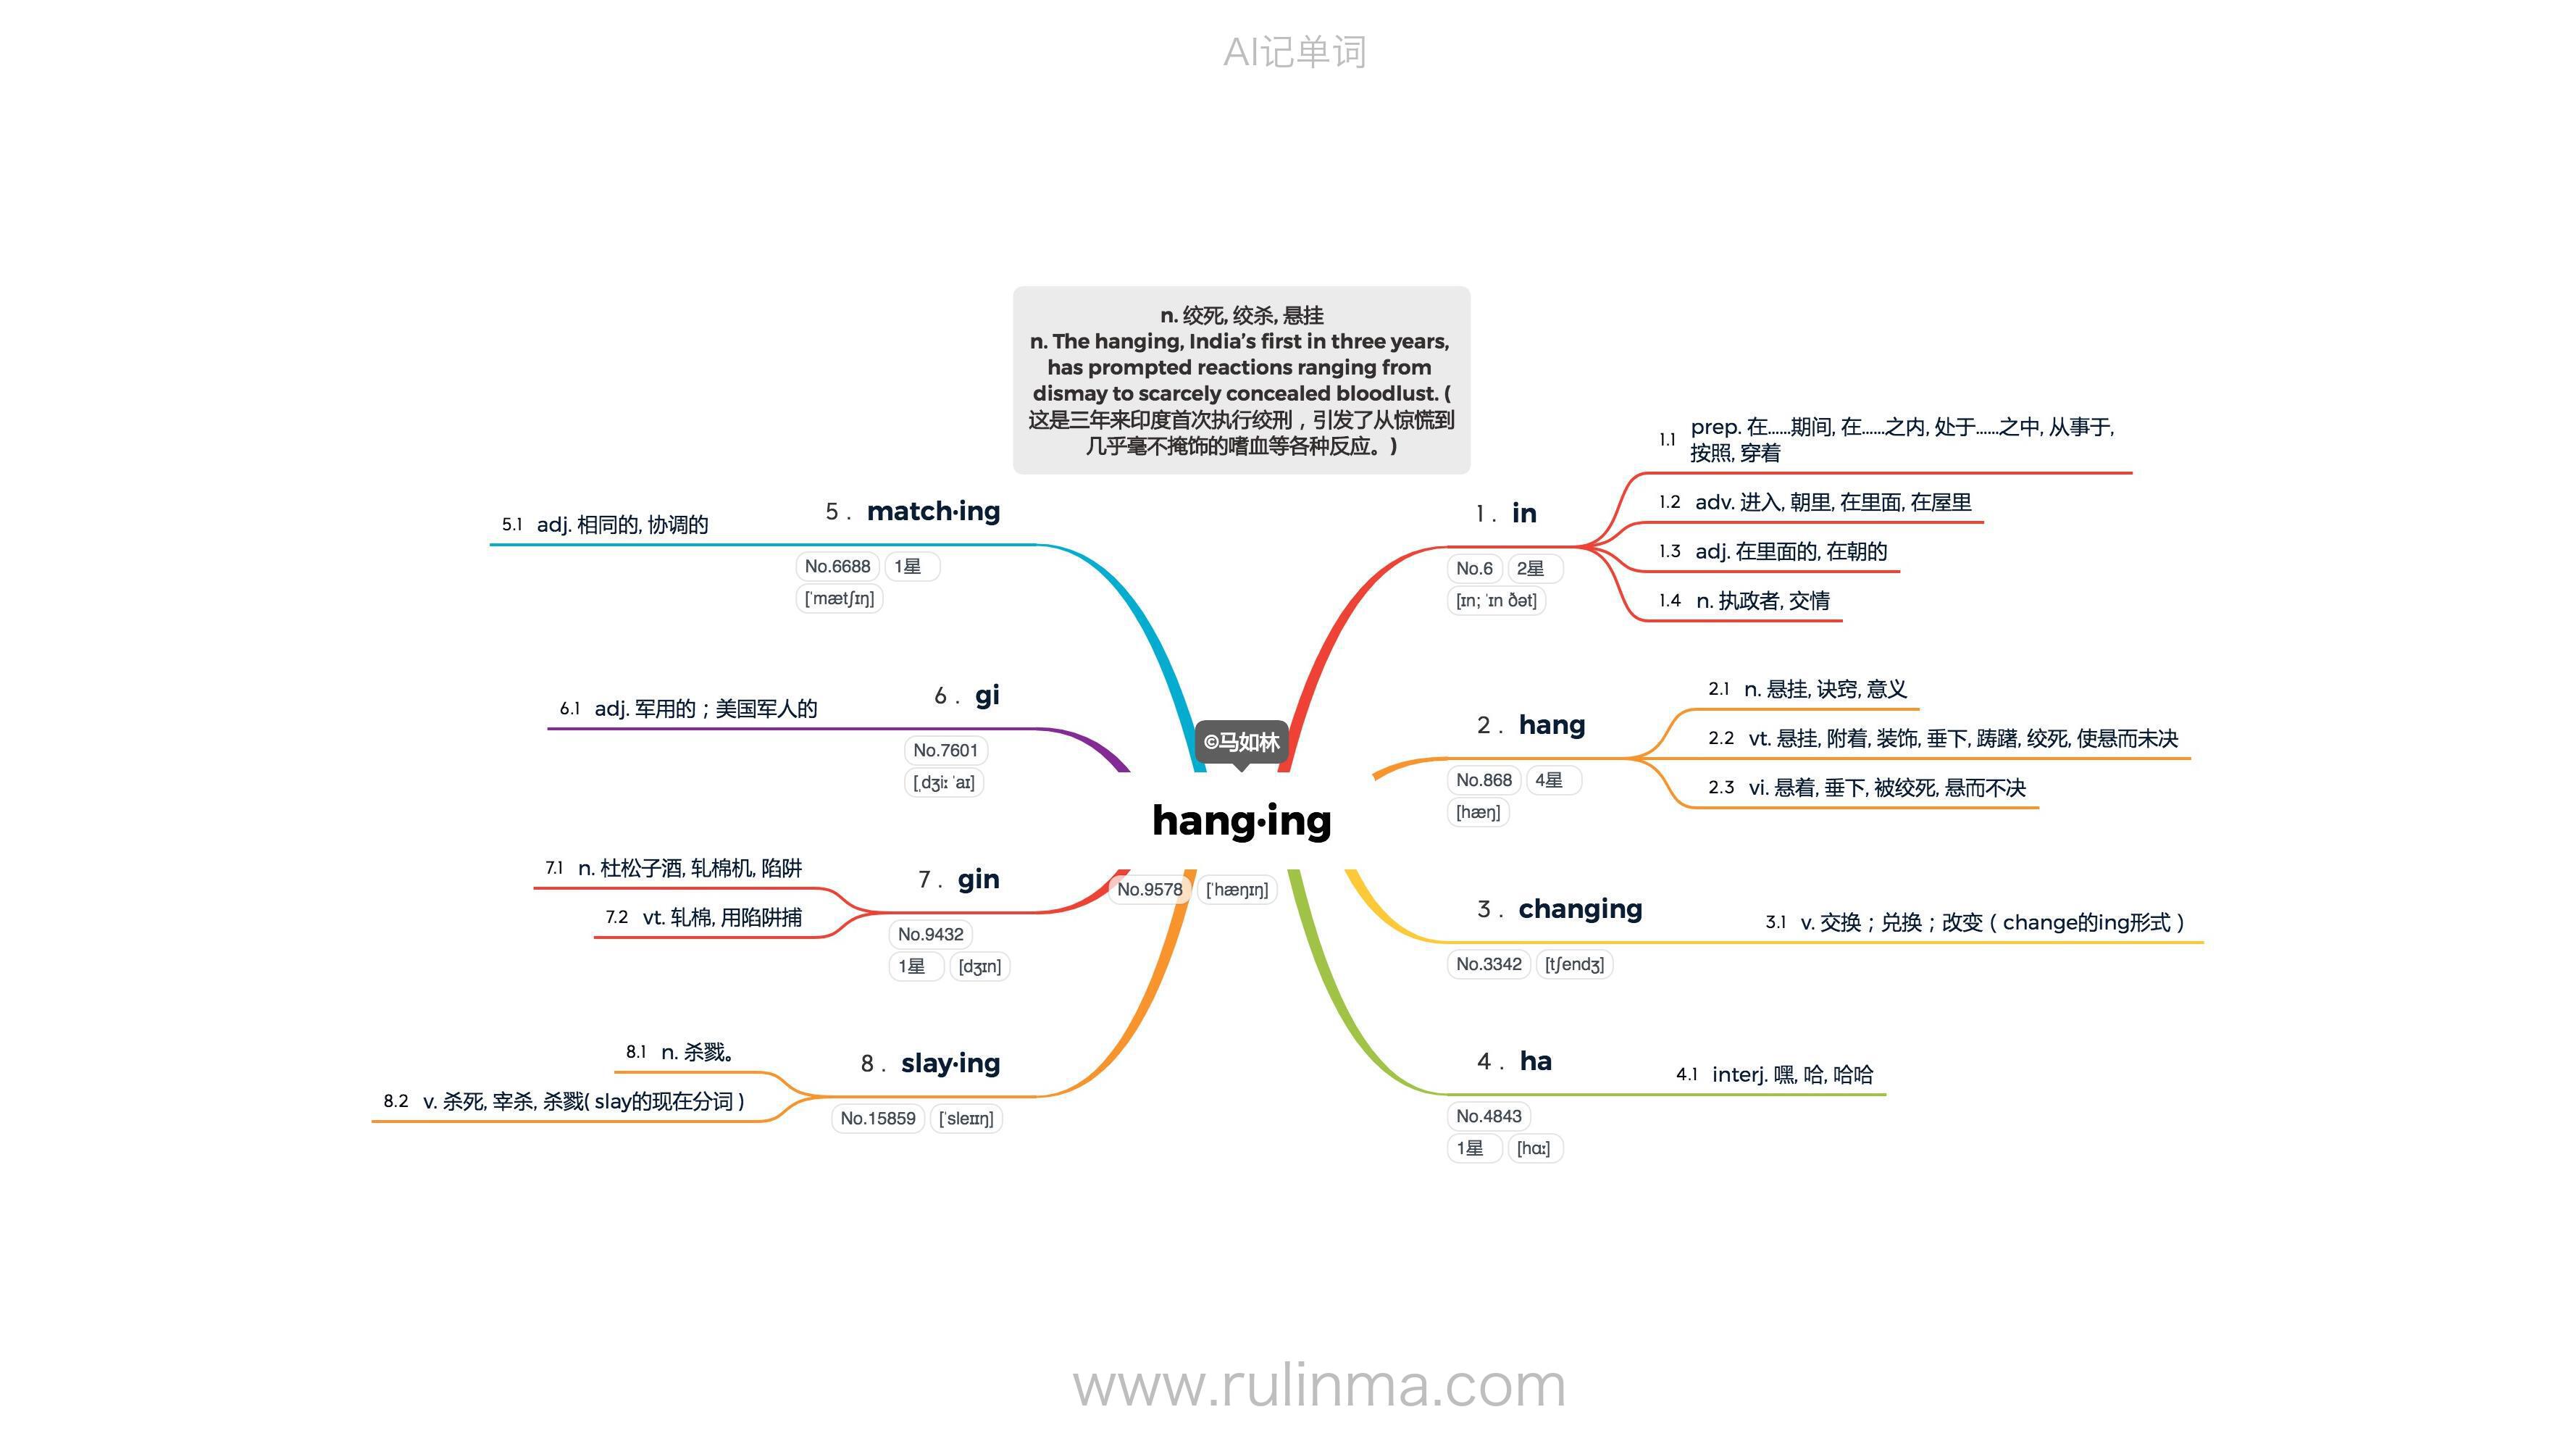 AI记单词
n. 绞死, 绞杀, 悬挂
n. The hanging, India’s first in three years,
has prompted reactions ranging from
dismay to scarcely concealed bloodlust. (
这是三年来印度首次执行绞刑，引发了从惊慌到
几乎毫不掩饰的嗜血等各种反应。)
©马如林
hang·ing
No.9578 [ˈhæŋɪŋ]
1 . in
No.6 2星
[ɪn; ˈɪn ðət]
1.1 prep. 在……期间, 在……之内, 处于……之中, 从事于,
按照, 穿着
1.2 adv. 进入, 朝里, 在里面, 在屋里
1.3 adj. 在里面的, 在朝的
1.4 n. 执政者, 交情
2 . hang
No.868 4星
[hæŋ]
2.1 n. 悬挂, 诀窍, 意义
2.2 vt. 悬挂, 附着, 装饰, 垂下, 踌躇, 绞死, 使悬而未决
2.3 vi. 悬着, 垂下, 被绞死, 悬而不决
3 . changing
No.3342 [tʃendʒ]
3.1 v. 交换；兑换；改变（change的ing形式）
4 . ha
No.4843
1星 [hɑː]
4.1 interj. 嘿, 哈, 哈哈
5 . match·ing
No.6688 1星
[ˈmætʃɪŋ]
5.1 adj. 相同的, 协调的
6 . gi
No.7601
[ˌdʒiː ˈaɪ]
6.1 adj. 军用的；美国军人的
7 . gin
No.9432
1星 [dʒɪn]
7.1 n. 杜松子酒, 轧棉机, 陷阱
7.2 vt. 轧棉, 用陷阱捕
8 . slay·ing
No.15859 [ˈsleɪɪŋ]
8.1 n. 杀戮。
8.2 v. 杀死, 宰杀, 杀戮( slay的现在分词 )
www.rulinma.com